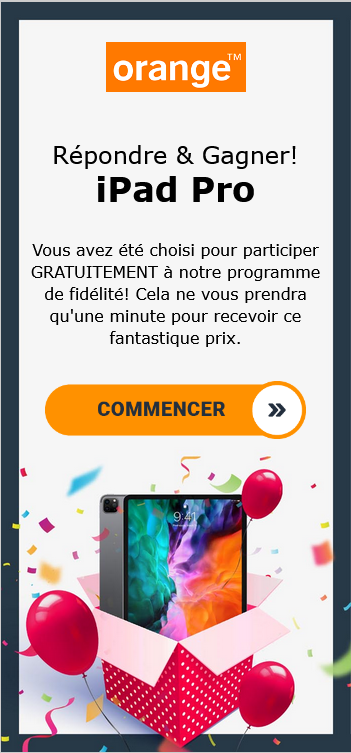 orange™
Répondre & Gagner!
iPad Pro
Vous avez été choisi pour participer
GRATUITEMENT à notre programme
de fidélité! Cela ne vous prendra
qu'une minute pour recevoir ce
fantastique prix.
COMMENCER
9:41